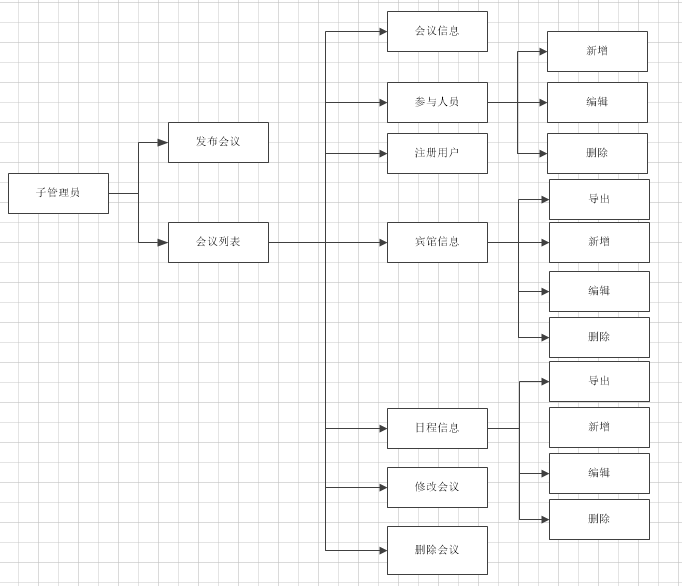 子管理员
发布会议
会议列表
会议信息
参与人员
新增
编辑
删除
注册用户
宾馆信息
导出
新增
编辑
删除
日程信息
导出
新增
编辑
删除
修改会议
删除会议